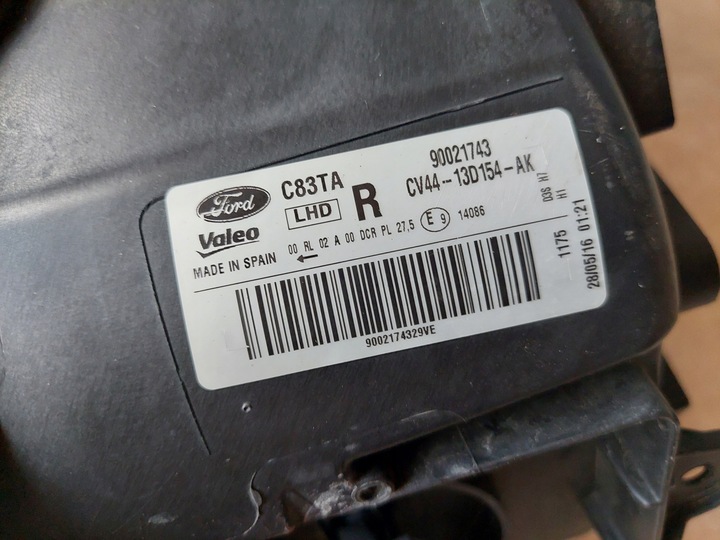 Ford
C83TA
90021743
Valeo
LHD
R
CV44-13D154-AK
MADE IN SPAIN
00 RL 02 A 00 DCR PL 27,5 E 9 14086
←
D3S H7
H1
1175
28/05/16 01:21
9002174329VE